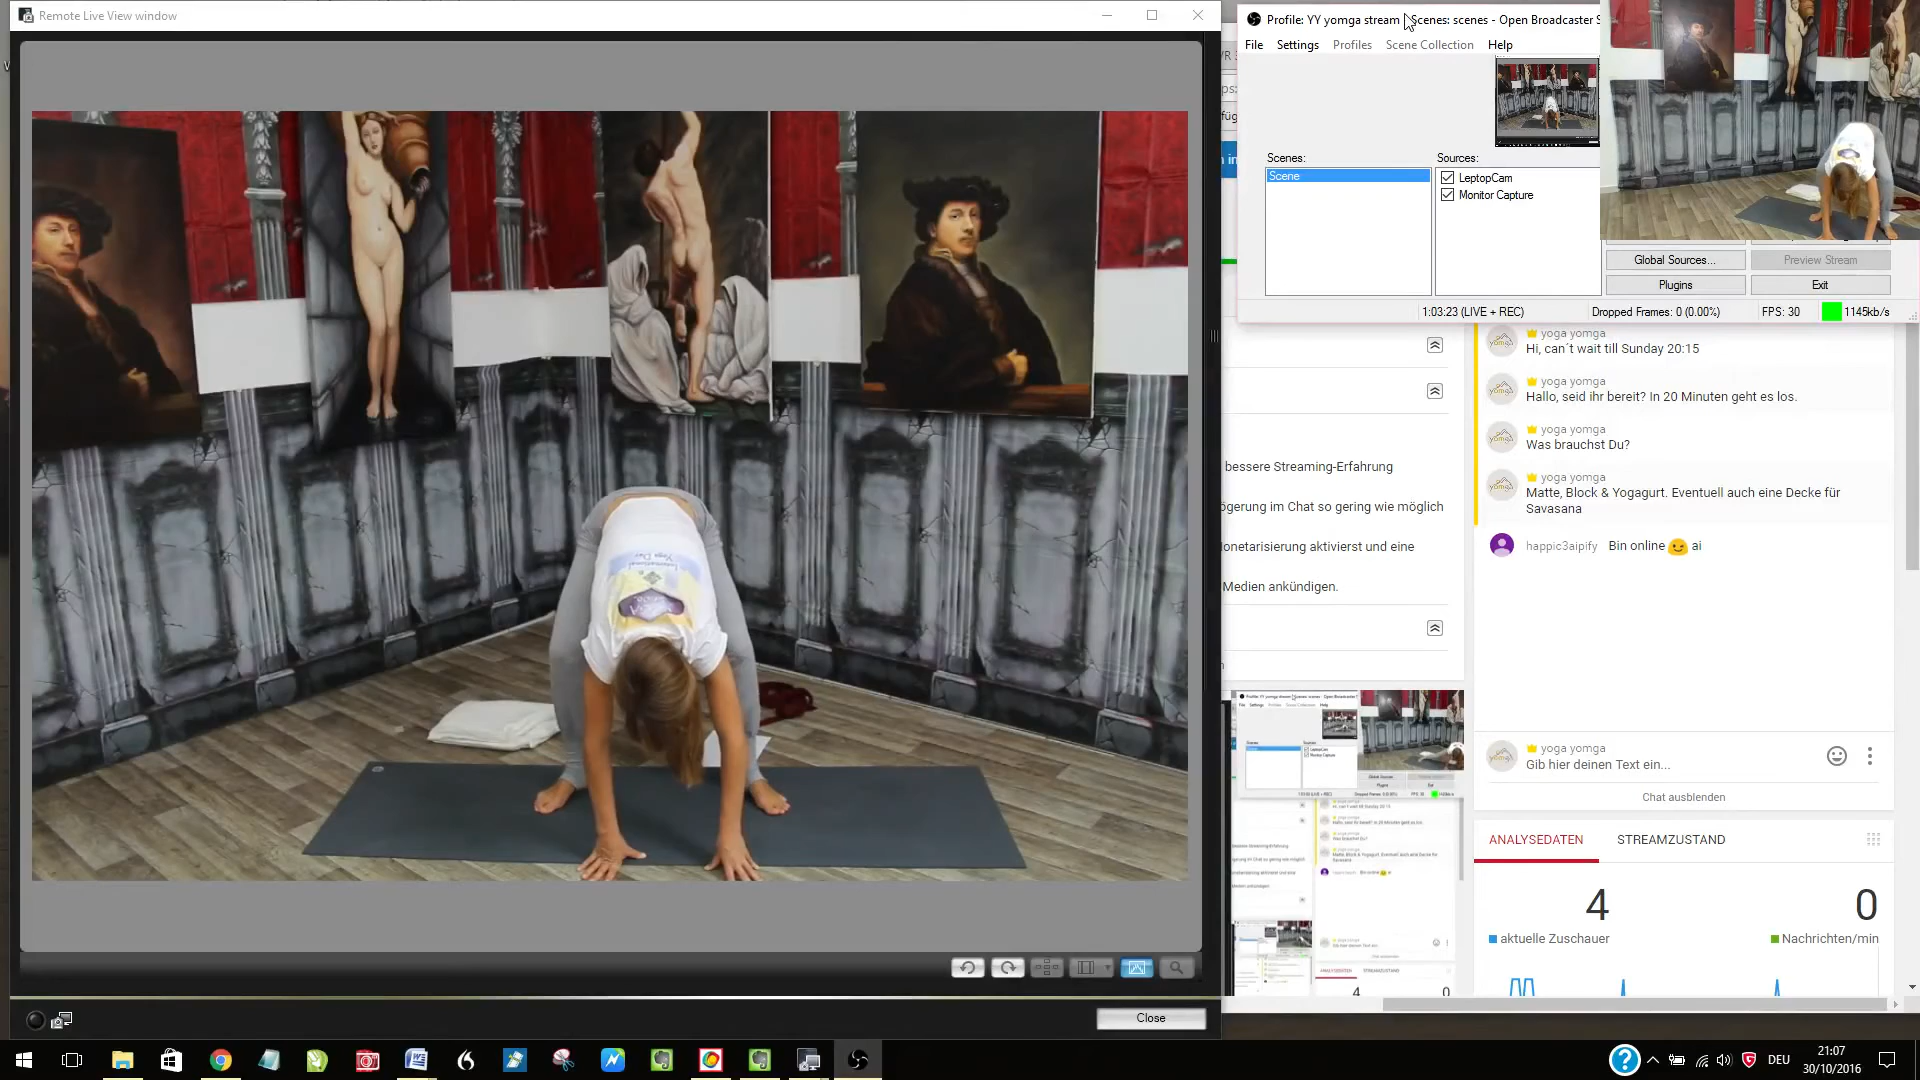 Remote Live View window
Profile: YY yomga stream
Scenes: scenes - Open Broadcaster S
File
Settings
Profiles
Scene Collection
Help
Scenes:
Scene
Sources:
LeptopCam
Monitor Capture
Global Sources...
Preview Stream
Plugins
Exit
1:03:23 (LIVE + REC)
Dropped Frames: 0 (0.00%)
FPS: 30
1145kb/s
yoga yomga
Hi, can´t wait till Sunday 20:15
yoga yomga
Hallo, seid ihr bereit? In 20 Minuten geht es los.
yoga yomga
Was brauchst Du?
yoga yomga
Matte, Block & Yogagurt. Eventuell auch eine Decke für
Savasana
happic3aipify Bin online ai
bessere Streaming-Erfahrung
ögerung im Chat so gering wie möglich
onetarisierung aktivierst und eine
Medien ankündigen.
yoga yomga
Gib hier deinen Text ein...
Chat ausblenden
ANALYSEDATEN
STREAMZUSTAND
4
0
aktuelle Zuschauer
Nachrichten/min
Close
DEU
21:07
30/10/2016